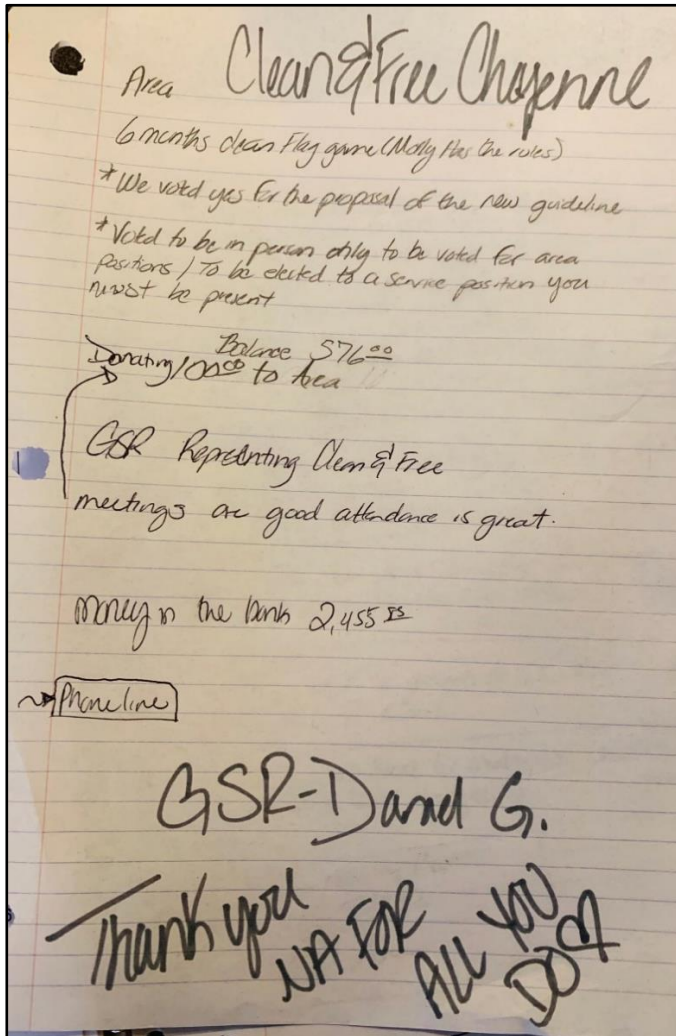 Clean & Free Cheyenne
Area
6 months clean Flag game (Molly Has the rules)
* We voted yes for the proposal of the new guideline
* Voted to be in person only to be voted for area
positions / To be elected to a service position you
must be present
Balance 576.00
Donating 100.00 to Area
GSR Representing Clean & Free
meetings are good attendance is great.
money in the bank 2,455
Phoneline
GSR- G.
Thank you
NA FOR
ALL YOU
DO